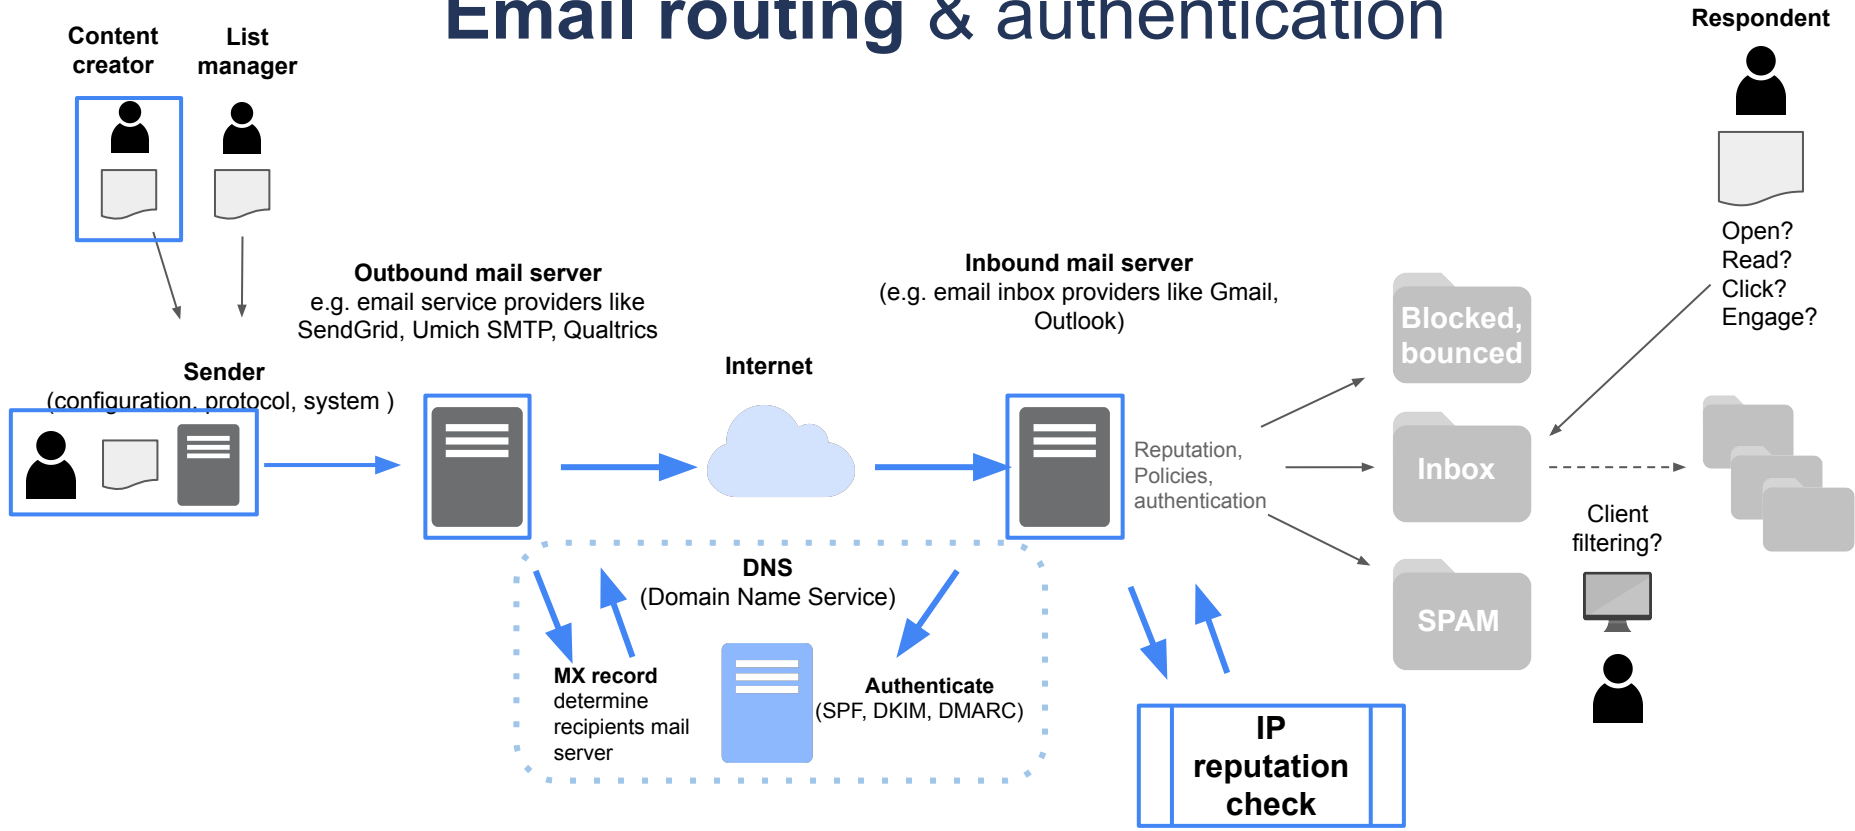 Email routing & authentication
Content
creator
List
manager
Respondent
Open?
Read?
Click?
Engage?
Outbound mail server
e.g. email service providers like
SendGrid, Umich SMTP, Qualtrics
Inbound mail server
(e.g. email inbox providers like Gmail,
Outlook)
Sender
(configuration, protocol, system )
Internet
Reputation,
Policies,
authentication
Blocked,
bounced
Inbox
SPAM
Client
filtering?
DNS
(Domain Name Service)
MX record
determine
recipients mail
server
Authenticate
(SPF, DKIM, DMARC)
IP
reputation
check